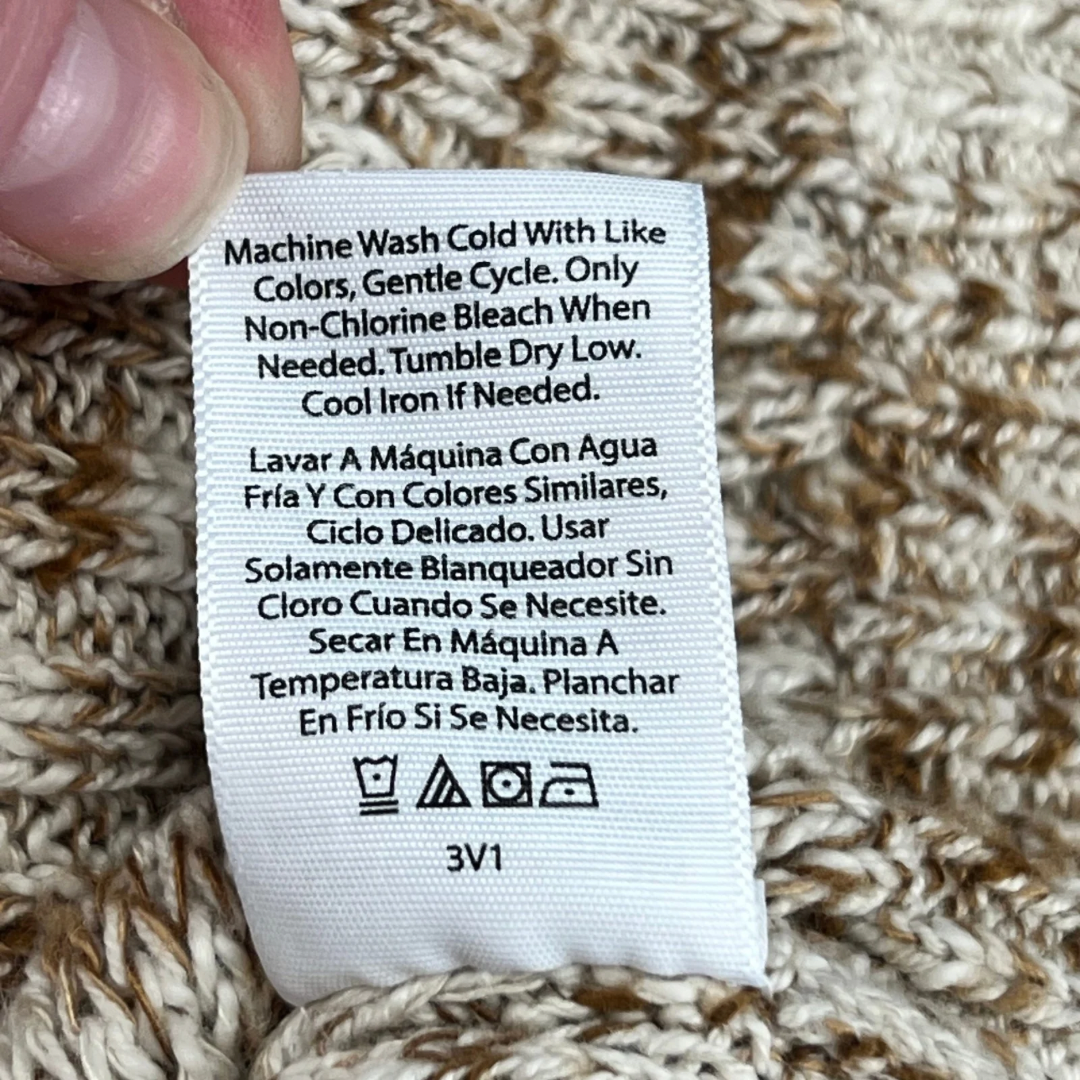 Machine Wash Cold With Like
Colors, Gentle Cycle. Only
Non-Chlorine Bleach When
Needed. Tumble Dry Low.
Cool Iron If Needed.
Lavar A Máquina Con Agua
Fría Y Con Colores Similares,
Ciclo Delicado. Usar
Solamente Blanqueador Sin
Cloro Cuando Se Necesite.
Secar En Máquina A
Temperatura Baja. Planchar
En Frío Si Se Necesita.
3V1